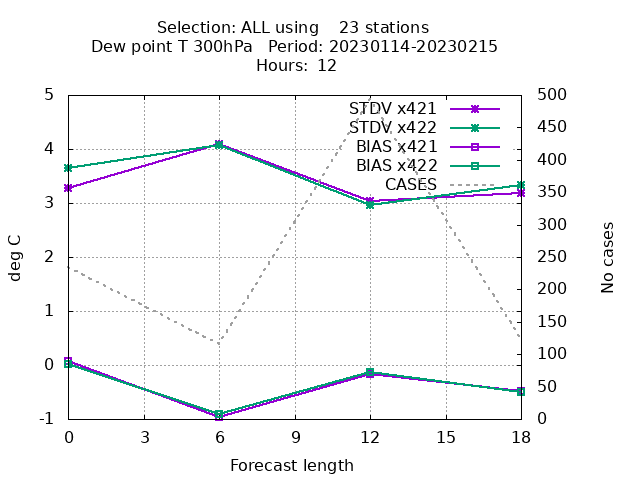 Selection: ALL using    23 stations
Dew point T 300hPa   Period: 20230114-20230215
Hours: 12
STDV x421
STDV x422
BIAS x421
BIAS x422
CASES
deg C
5
4
3
2
1
0
-1
500
450
400
350
300
250
200
150
100
50
0
No cases
0 3 6 9 12 15 18
Forecast length